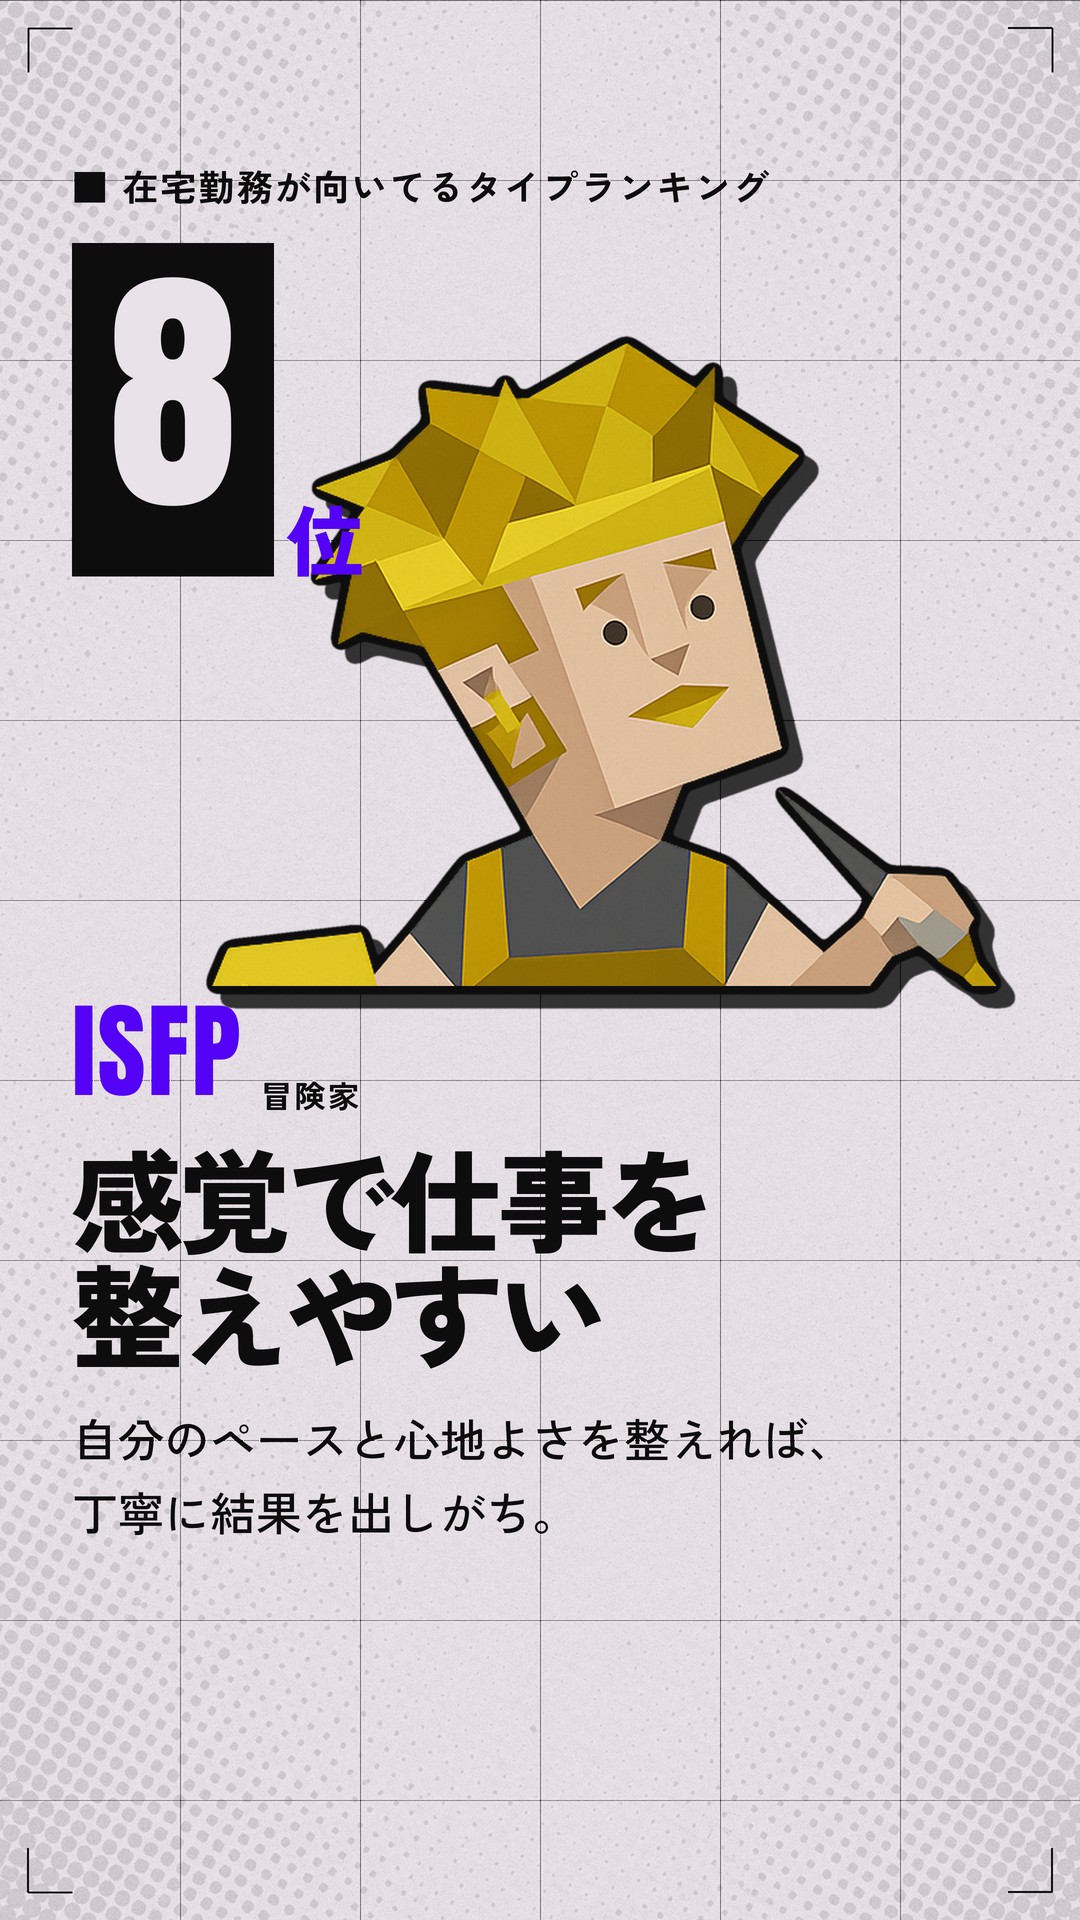 ■ 在宅勤務が向いてるタイプランキング
8位
ISFP 冒険家
感覚で仕事を
整えやすい
自分のペースと心地よさを整えれば、
丁寧に結果を出しがち。